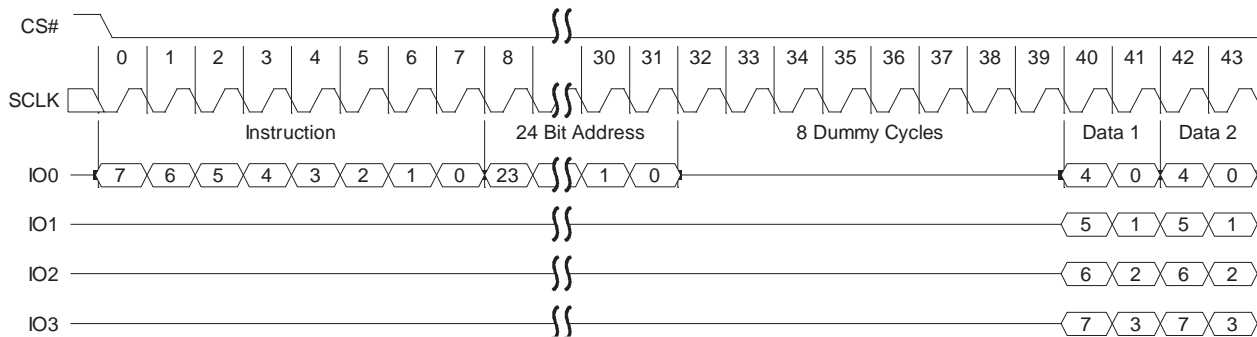 CS#
0 1 2 3 4 5 6 7 8 30 31 32 33 34 35 36 37 38 39 40 41 42 43
SCLK
Instruction 24 Bit Address 8 Dummy Cycles Data 1 Data 2
IO0 7 6 5 4 3 2 1 0 23 1 0 4 0 4 0
IO1 5 1 5 1
IO2 6 2 6 2
IO3 7 3 7 3